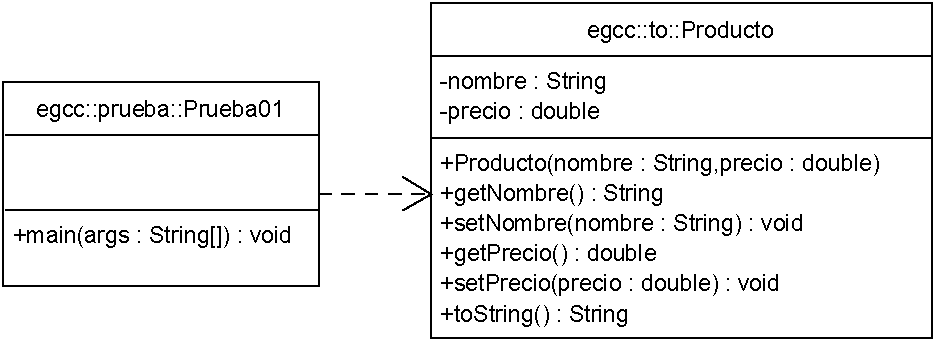 egcc::prueba::Prueba01
+main(args : String[]) : void
egcc::to::Producto
-nombre : String
-precio : double
+Producto(nombre : String,precio : double)
+getNombre() : String
+setNombre(nombre : String) : void
+getPrecio() : double
+setPrecio(precio : double) : void
+toString() : String